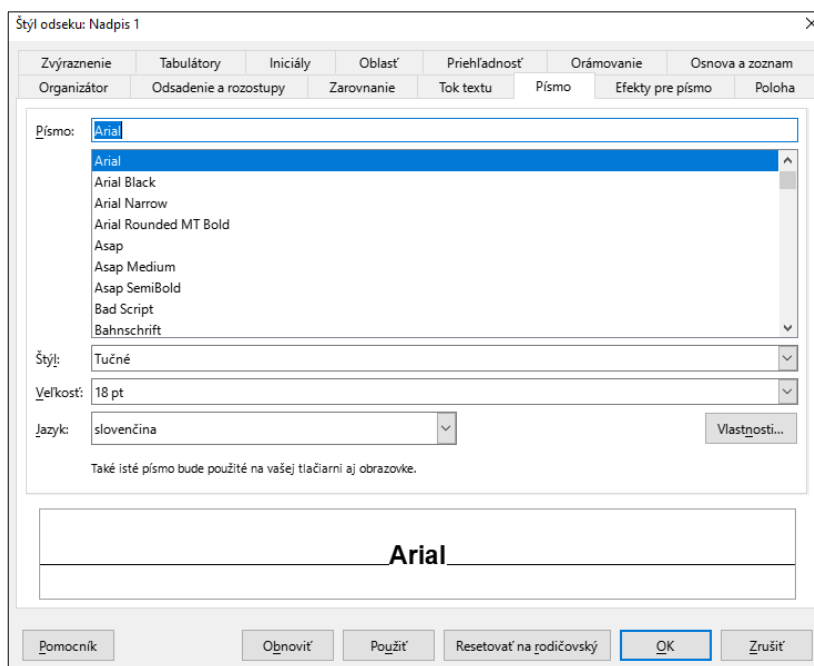 Štýl odseku: Nadpis 1
Zvýraznenie Tabulátory Iniciály Oblasť Priehľadnosť Orámovanie Osnova a zoznam
Organizátor Odsadenie a rozostupy Zarovnanie Tok textu Písmo Efekty pre písmo Poloha
Písmo: Arial
Arial
Arial Black
Arial Narrow
Arial Rounded MT Bold
Asap
Asap Medium
Asap SemiBold
Bad Script
Bahnschrift
Štýl: Tučné
Veľkosť: 18 pt
Jazyk: slovenčina Vlastnosti...
Také isté písmo bude použité na vašej tlačiarni aj obrazovke.
Arial
Pomocník Obnoviť Použiť Resetovať na rodičovský OK Zrušiť